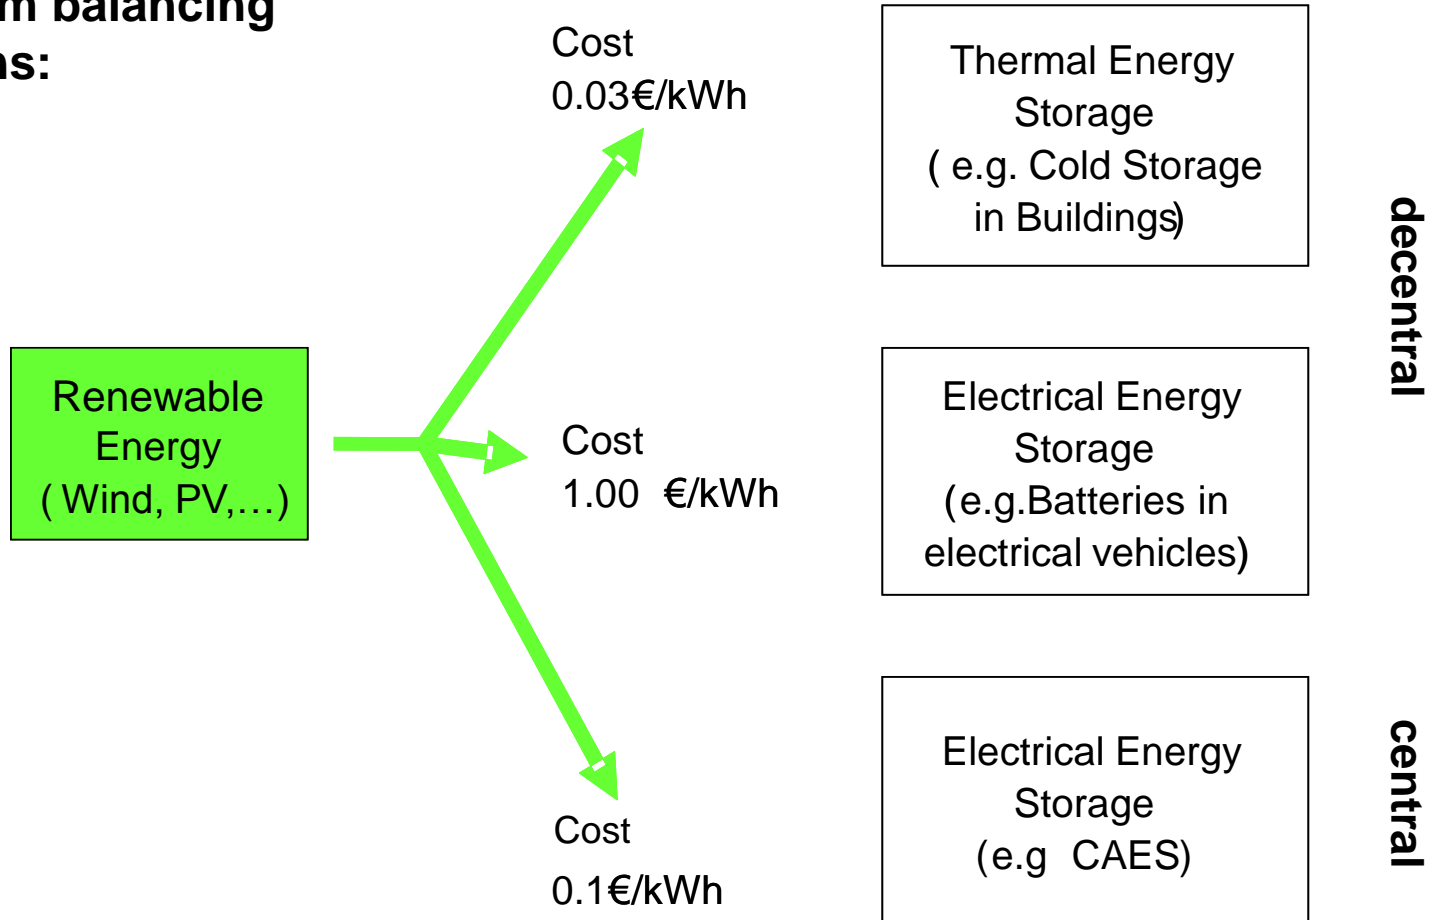 m balancing
ns:
Cost
0.03€/kWh
Thermal Energy
Storage
( e.g. Cold Storage
in Buildings)
decentral
Renewable
Energy
( Wind, PV,…)
Cost
1.00 €/kWh
Electrical Energy
Storage
(e.g.Batteries in
electrical vehicles)
Cost
0.1€/kWh
Electrical Energy
Storage
(e.g CAES)
central